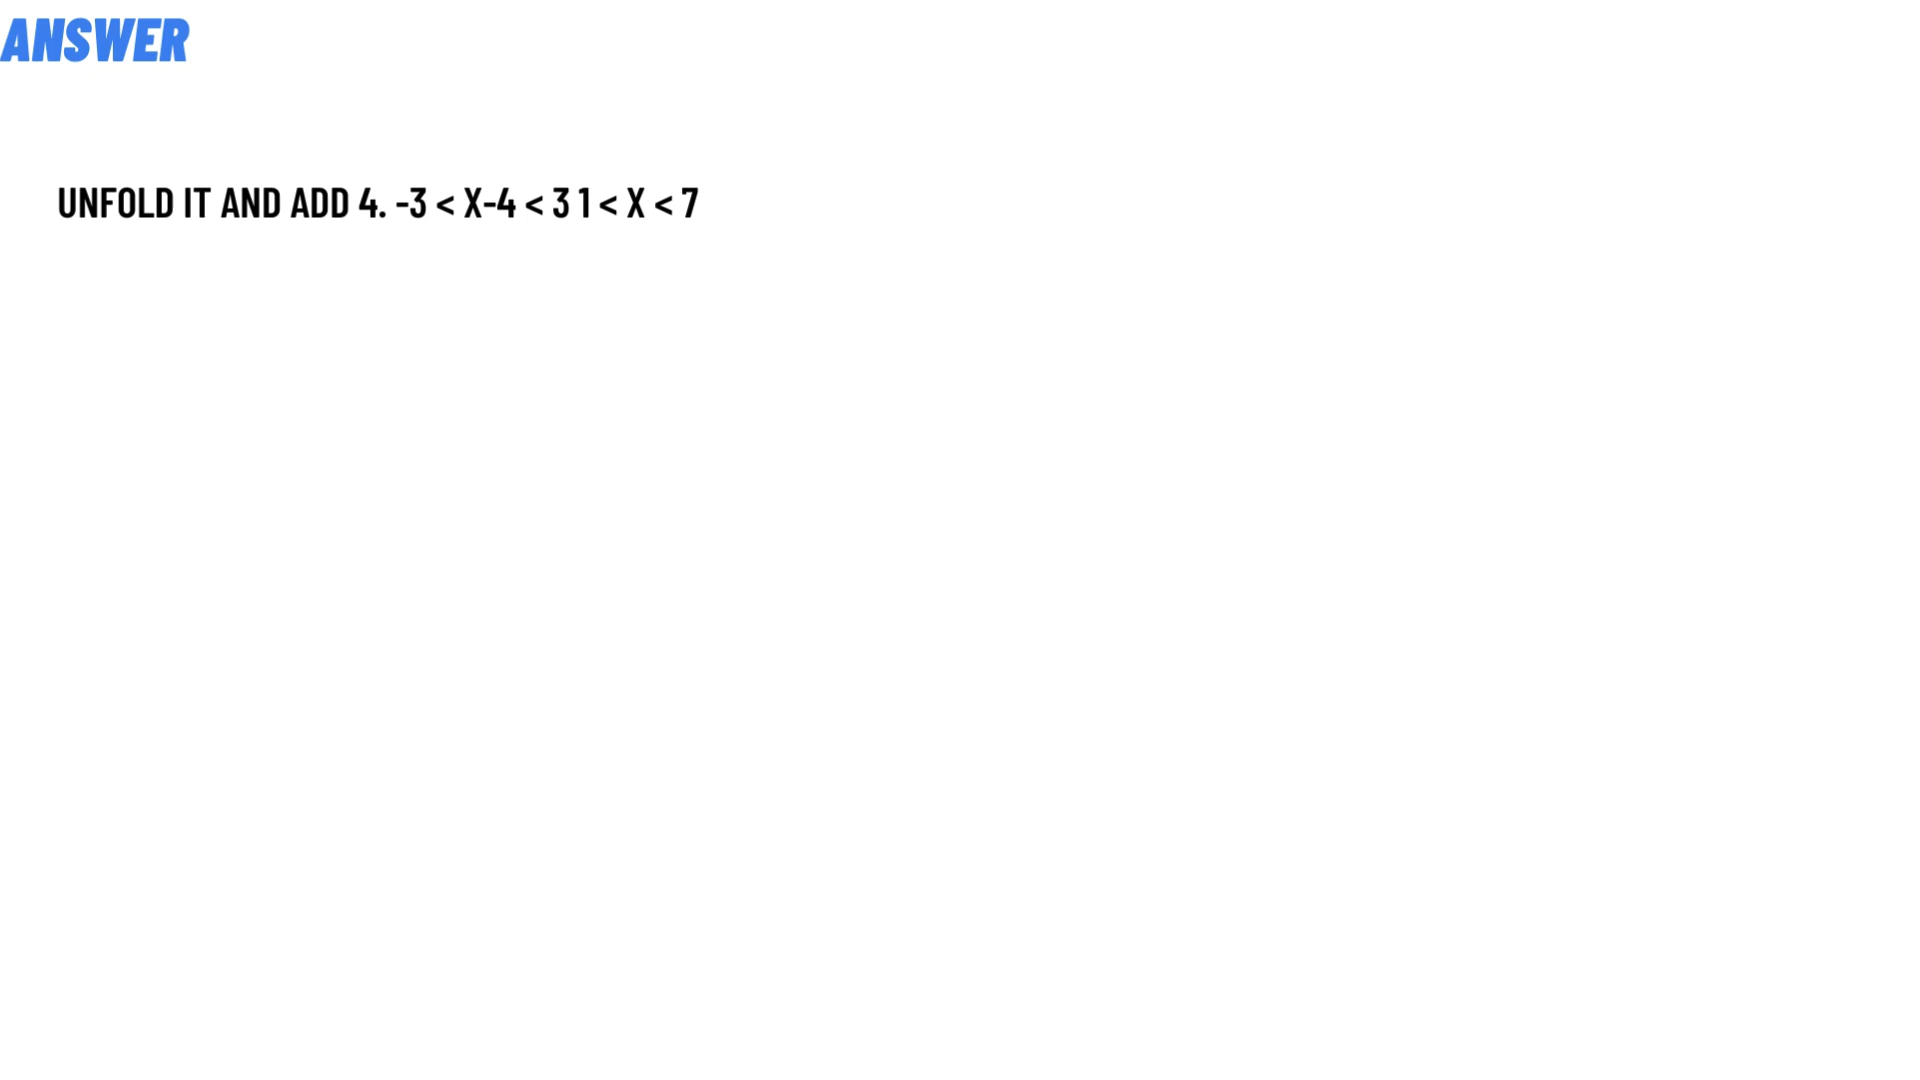 ANSWER
UNFOLD IT AND ADD 4. -3 < X-4 < 3 1 < X < 7